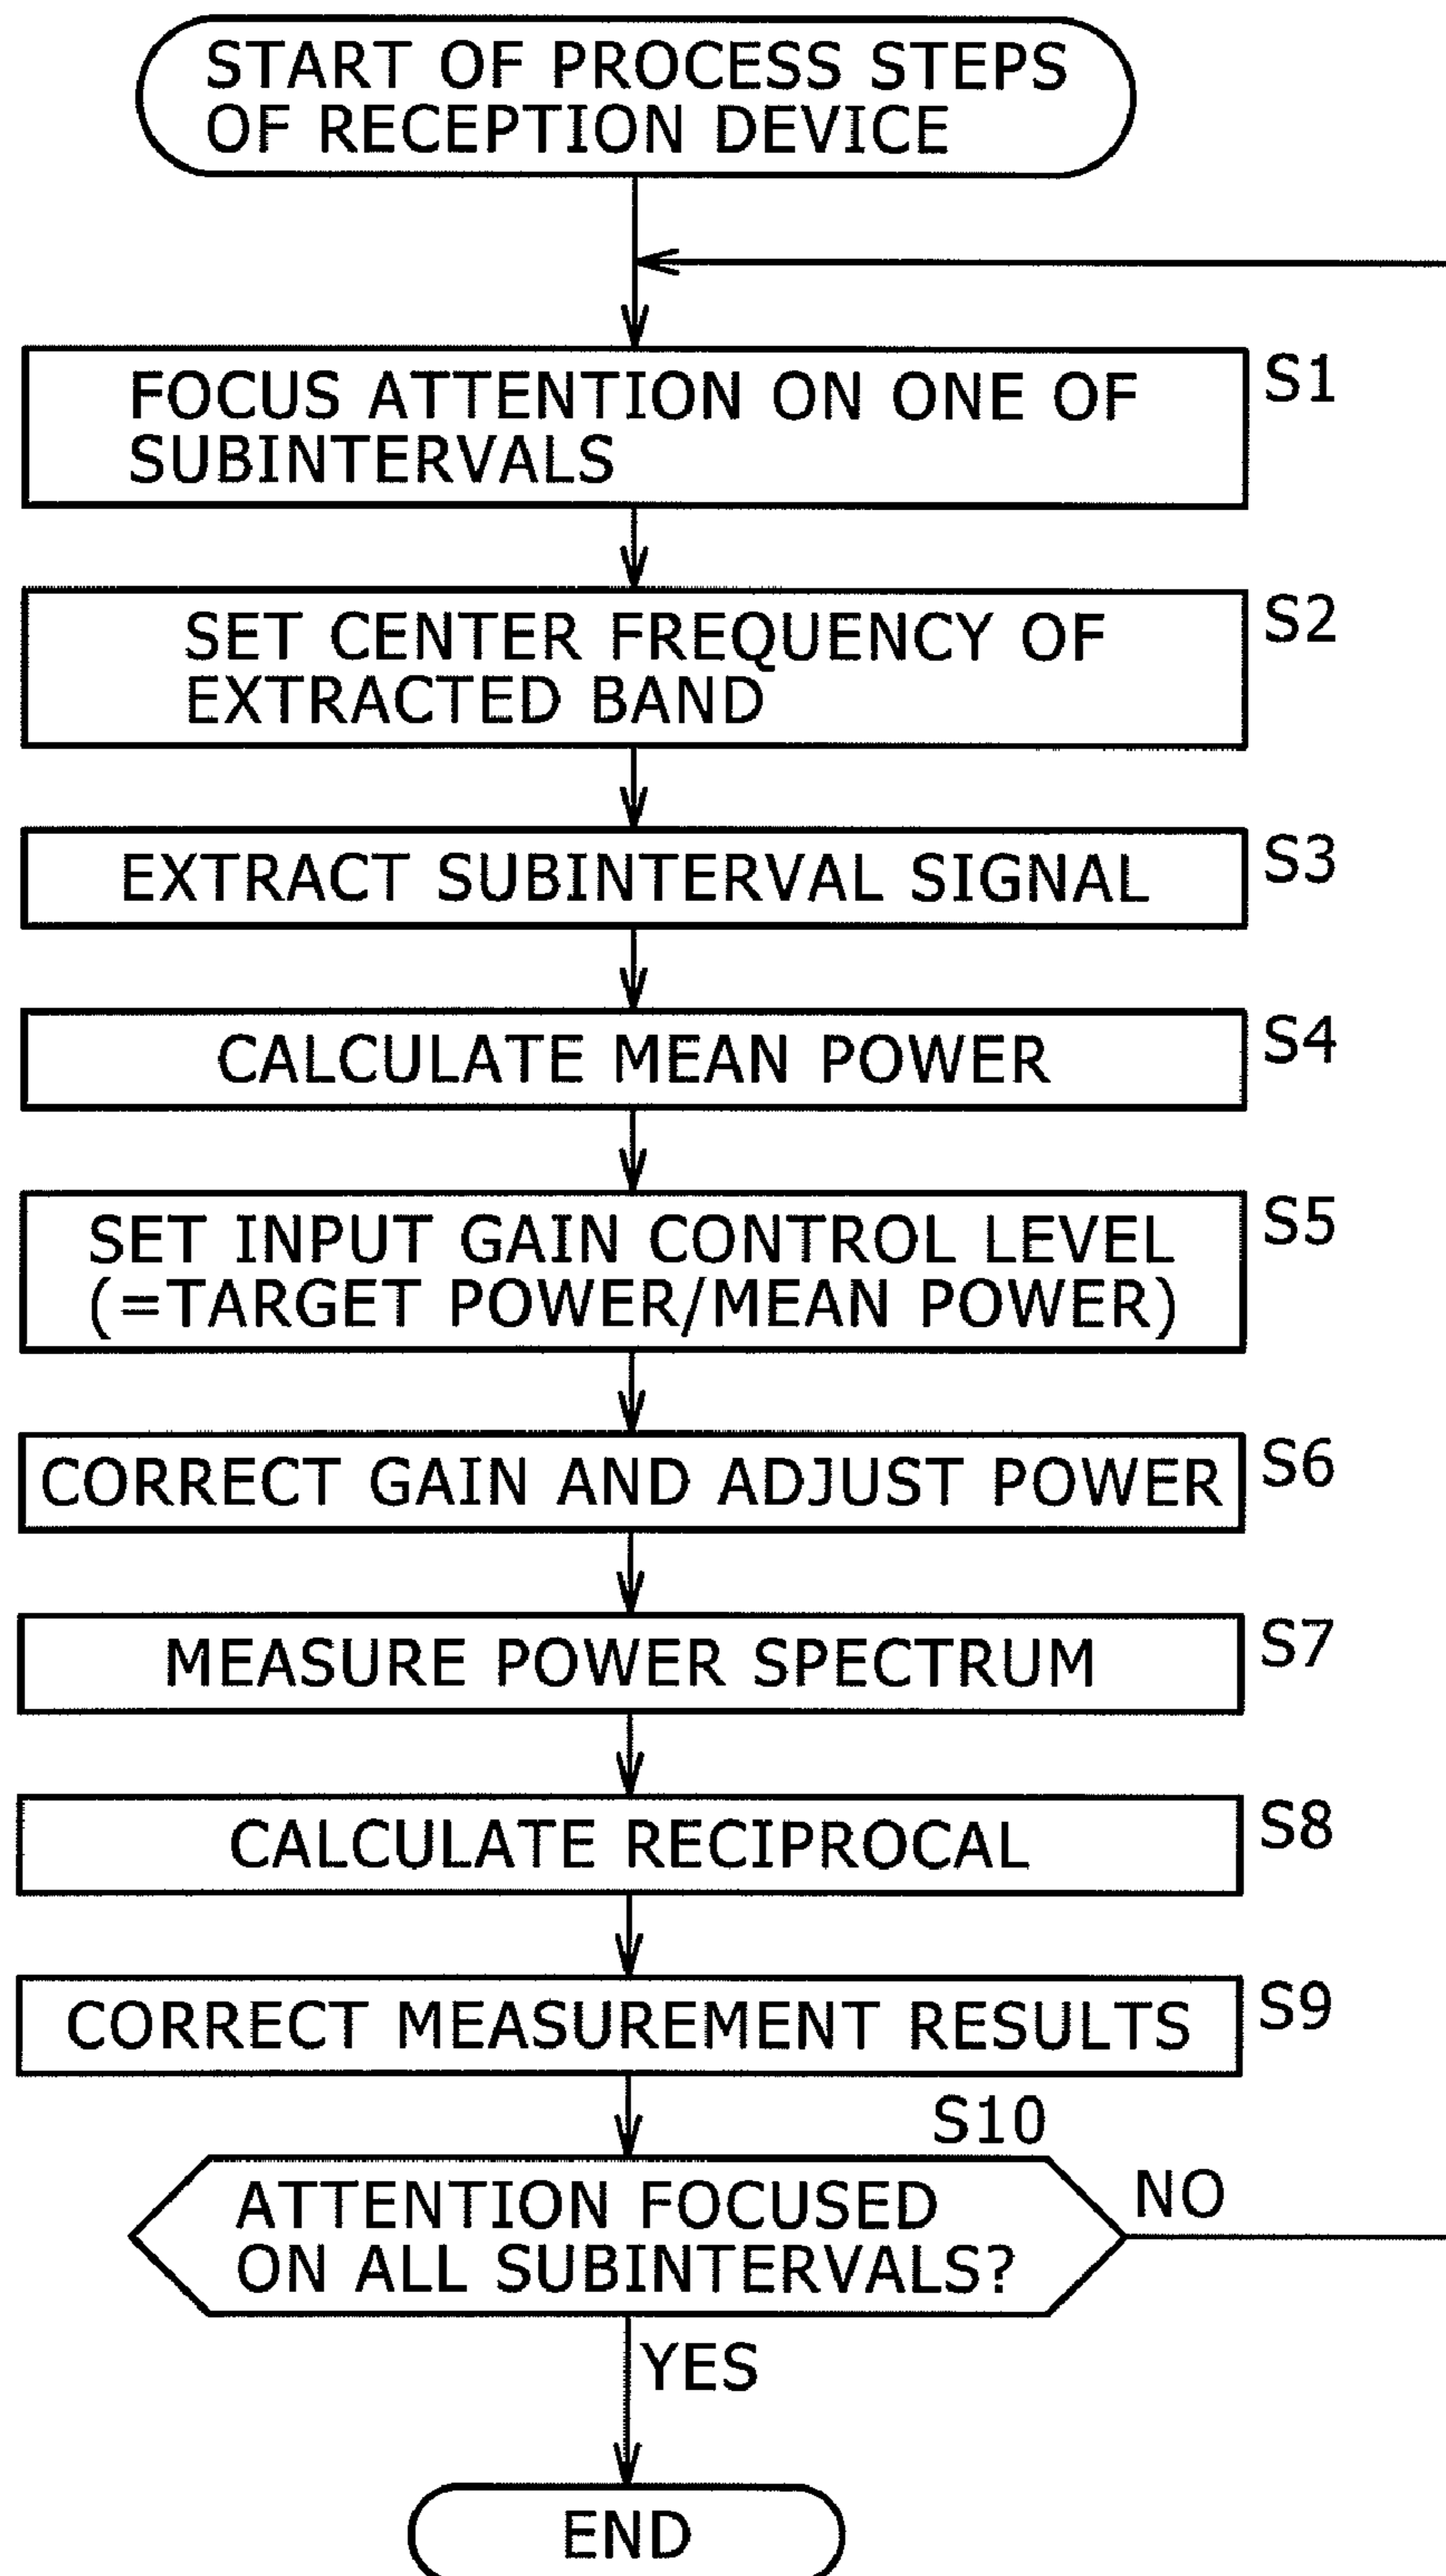 START OF PROCESS STEPS
OF RECEPTION DEVICE
FOCUS ATTENTION ON ONE OF
SUBINTERVALS
S1
SET CENTER FREQUENCY OF
EXTRACTED BAND
S2
EXTRACT SUBINTERVAL SIGNAL
S3
CALCULATE MEAN POWER
S4
SET INPUT GAIN CONTROL LEVEL
(=TARGET POWER/MEAN POWER)
S5
CORRECT GAIN AND ADJUST POWER
S6
MEASURE POWER SPECTRUM
S7
CALCULATE RECIPROCAL
S8
CORRECT MEASUREMENT RESULTS
S9
S10
ATTENTION FOCUSED
ON ALL SUBINTERVALS?
NO
YES
END